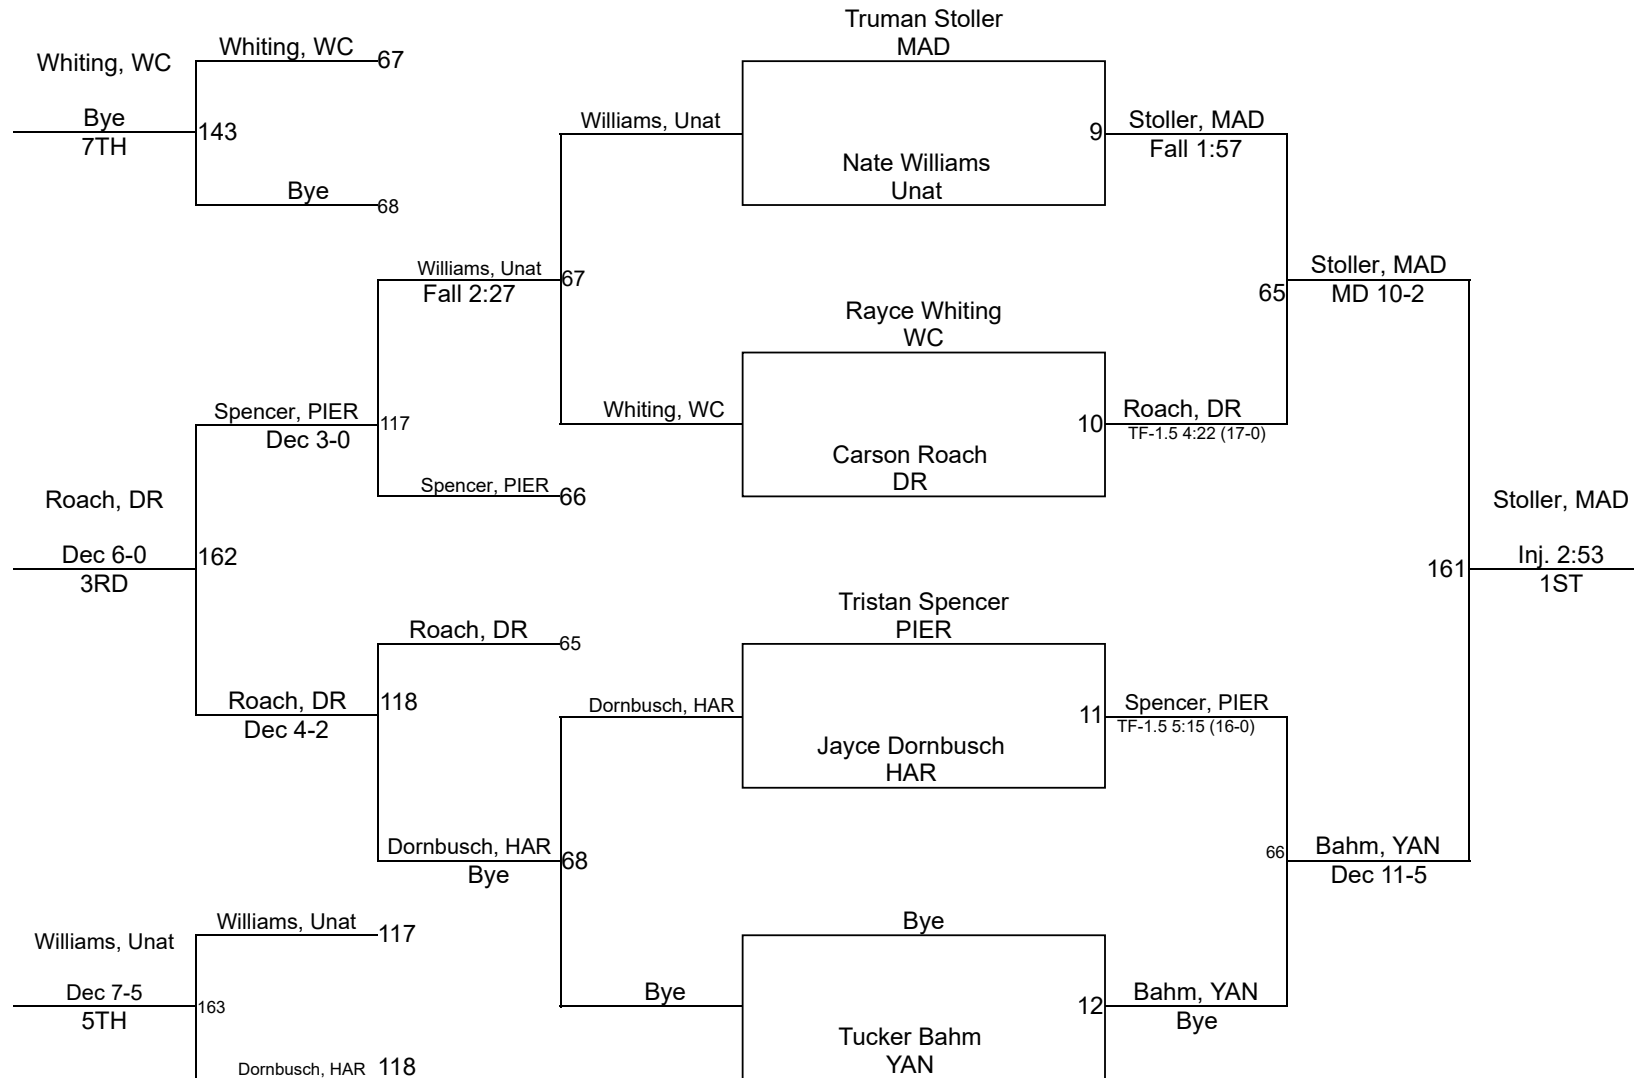 Truman Stoller
MAD
Whiting, WC
Whiting, WC
67
Bye
7TH
143
Bye
68
Williams, Unat
9
Stoller, MAD
Fall 1:57
Nate Williams
Unat
Williams, Unat
Fall 2:27
67
Stoller, MAD
MD 10-2
65
Rayce Whiting
WC
Spencer, PIER
Dec 3-0
117
Whiting, WC
10
Roach, DR
TF-1.5 4:22 (17-0)
Carson Roach
DR
Spencer, PIER
66
Roach, DR
Dec 6-0
3RD
162
Stoller, MAD
161
Inj. 2:53
1ST
Tristan Spencer
PIER
Roach, DR
65
Roach, DR
Dec 4-2
118
Dornbusch, HAR
11
Spencer, PIER
TF-1.5 5:15 (16-0)
Jayce Dornbusch
HAR
Dornbusch, HAR
Bye
68
66
Bahm, YAN
Dec 11-5
Bye
Williams, Unat
Williams, Unat
117
Dec 7-5
5TH
163
Bye
12
Bahm, YAN
Bye
Tucker Bahm
YAN
Dornbusch, HAR
118